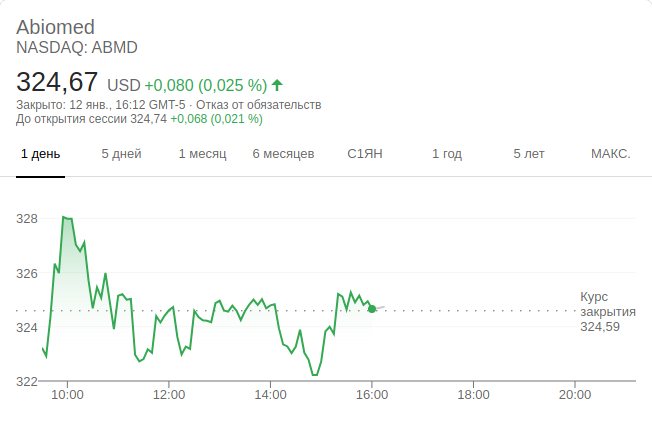 Abiomed
NASDAQ: ABMD
324,67 USD +0,080 (0,025 %)
Закрыто: 12 янв., 16:12 GMT-5 · Отказ от обязательств
До открытия сессии 324,74 +0,068 (0,021 %)
1 день 5 дней 1 месяц 6 месяцев С1ЯН 1 год 5 лет МАКС.
328
326
324
322
Курс
закрытия
324,59
10:00 12:00 14:00 16:00 18:00 20:00